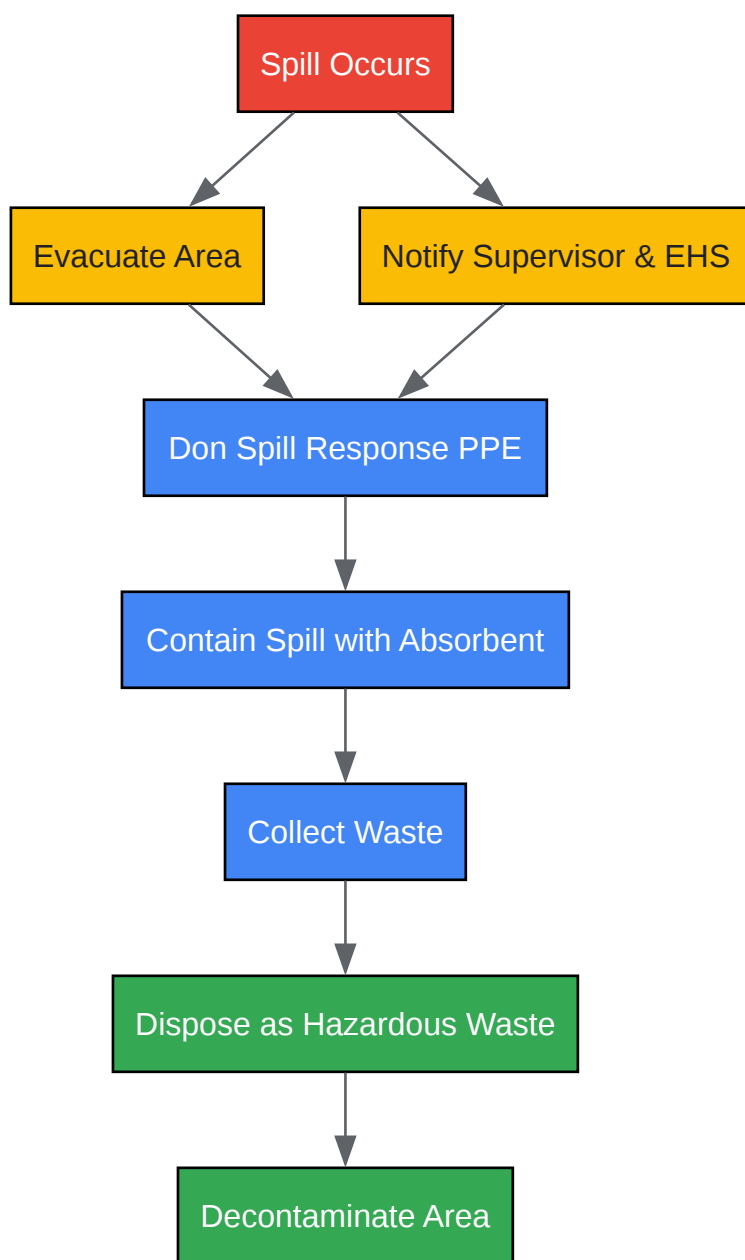 Spill Occurs
Evacuate Area
Notify Supervisor & EHS
Don Spill Response PPE
Contain Spill with Absorbent
Collect Waste
Dispose as Hazardous Waste
Decontaminate Area